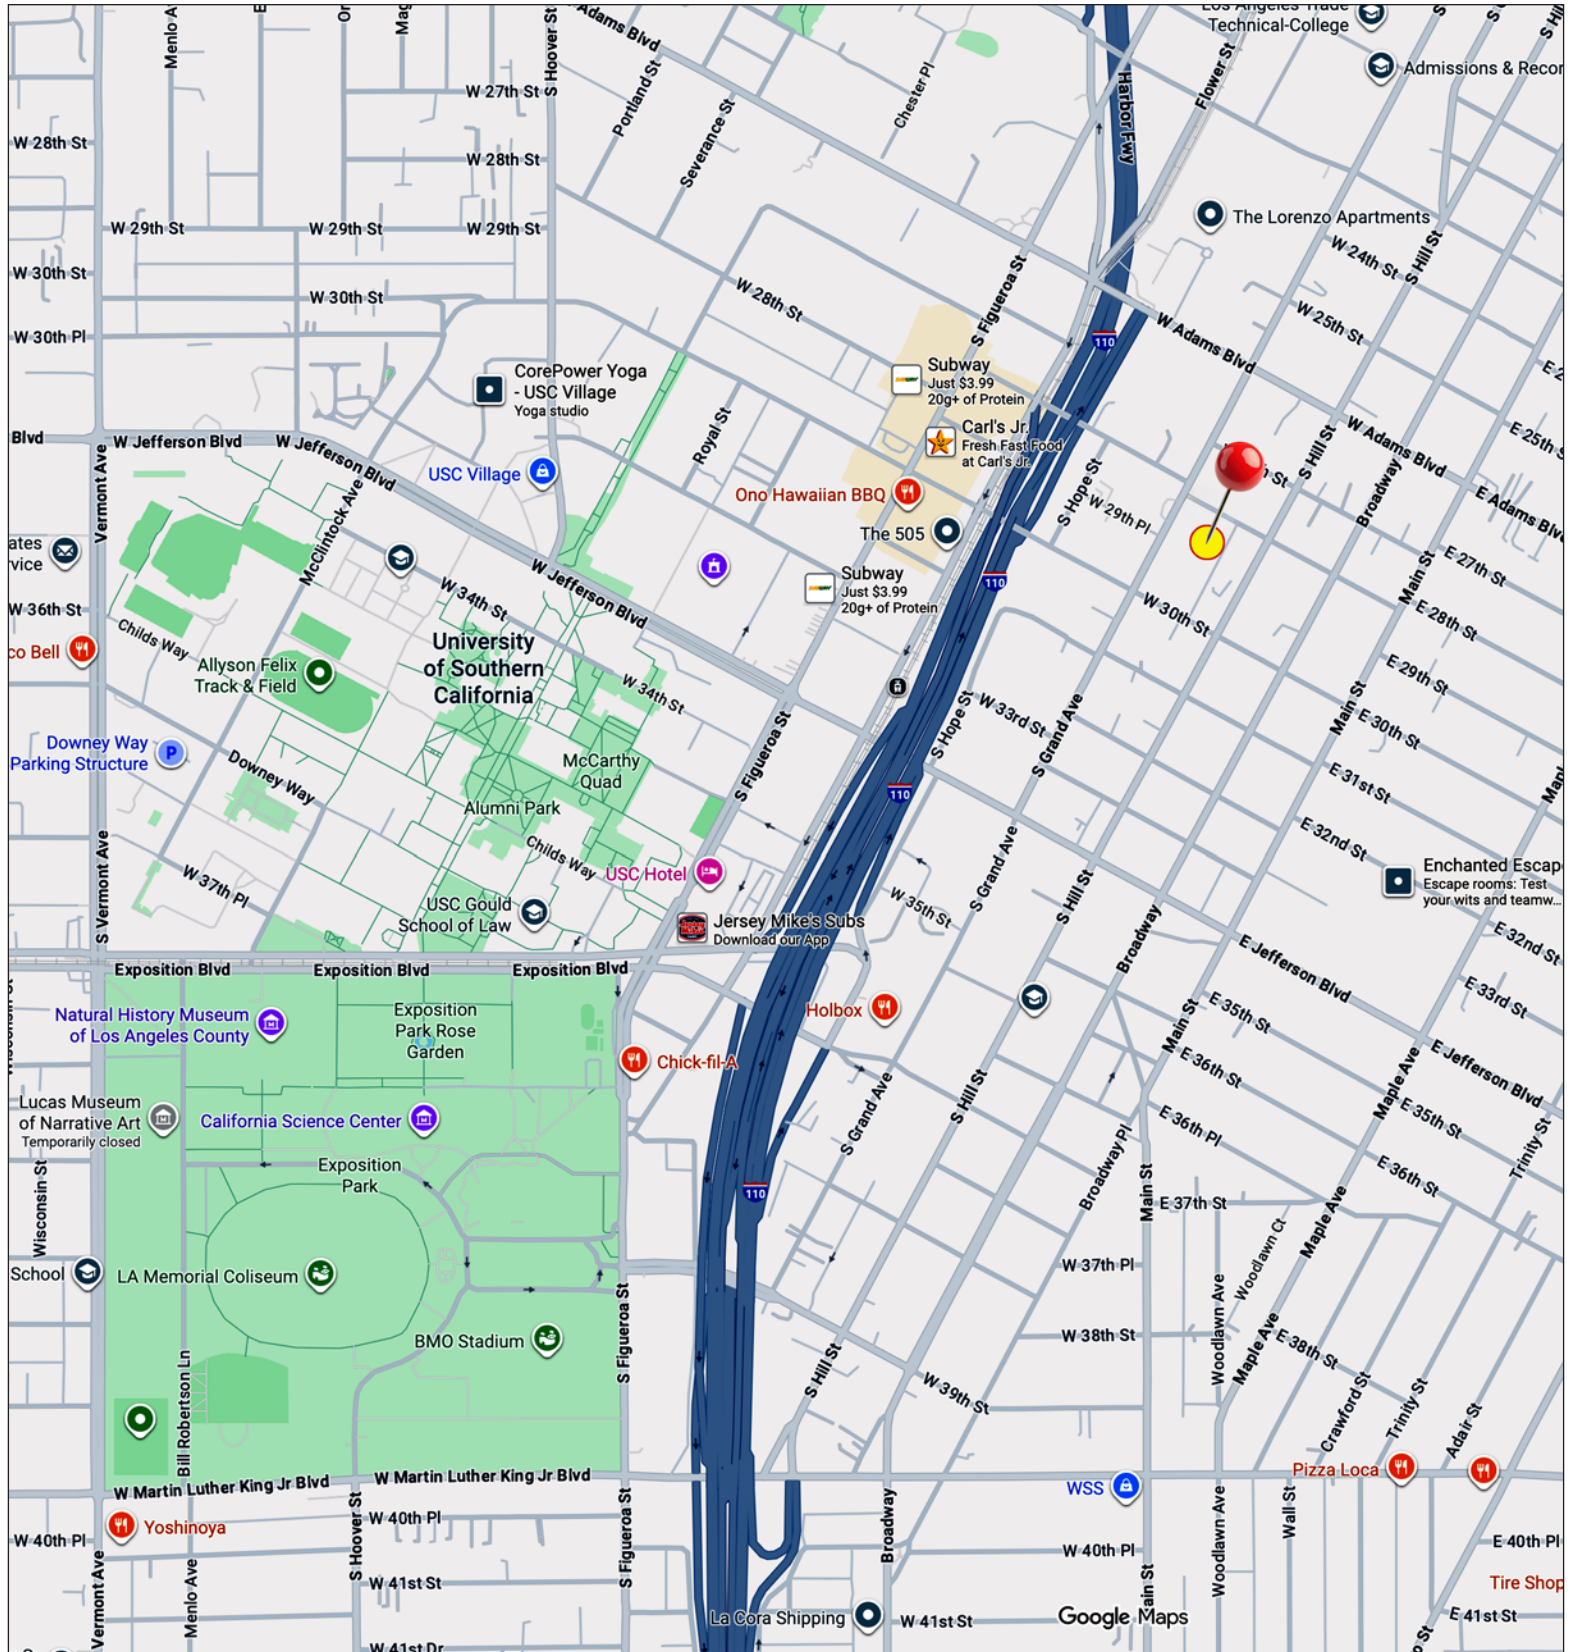 Menlo A
S Hoover St
Adams Blvd
Portland St
Severance St
Chester Pl
Harbor Fwy
Flower St
Los Angeles Trade
Technical-College
Admissions & Recor
S Hil
W 27th St
W 28th St
W 28th St
The Lorenzo Apartments
W 29th St
W 29th St
W 29th St
W 24th St
S Hill St
W 30th St
W 30th St
W 28th St
S Figueroa St
W 25th St
W 30th Pl
W Adams Blvd
110
CorePower Yoga
- USC Village
Yoga studio
Subway
Just $3.99
20g+ of Protein
Carl's Jr.
Fresh Fast Food
at Carl's Jr.
Blvd
W Jefferson Blvd
W Jefferson Blvd
Royal St
W Adams Blvd
E 25th S
USC Village
Vermont Ave
McClintock Ave
Ono Hawaiian BBQ
S Hope St
W 29th Pl
S Hill St
Broadway
E Adams Blv
The 505
ates
rvice
W 34th St
W Jefferson Blvd
Subway
Just $3.99
20g+ of Protein
110
W 30th St
Main St
E 27th St
E 28th St
W 36th St
Childs Way
co Bell
Allyson Felix
Track & Field
University
of Southern
California
W 34th St
E 29th St
Main St
E 30th St
S Hope St
W 33rd St
S Grand Ave
S Figueroa St
Downey Way
Parking Structure
Downey Way
McCarthy
Quad
Alumni Park
110
E 31st St
Mapl
E 32nd St
Childs Way
S Vermont Ave
W 37th Pl
USC Hotel
USC Gould
School of Law
Jersey Mike's Subs
Download our App
W 35th St
S Grand Ave
S Hill St
Broadway
Enchanted Escap
Escape rooms: Test
your wits and teamw...
E 32nd St
E Jefferson Blvd
Exposition Blvd
Exposition Blvd
Exposition Blvd
E 33rd St
Natural History Museum
of Los Angeles County
Exposition
Park Rose
Garden
Holbox
Main St
E 35th St
E 36th St
E Jefferson Blvd
Chick-fil-A
Maple Ave
Lucas Museum
of Narrative Art
Temporarily closed
California Science Center
S Grand Ave
S Hill St
E 36th Pl
E 35th St
Trinity St
Exposition
Park
110
Broadway Pl
Main St
E 36th St
E 37th St
Wisconsin St
School
LA Memorial Coliseum
Woodlawn Ct
Maple Ave
W 37th Pl
BMO Stadium
S Figueroa St
W 38th St
Woodlawn Ave
Maple Ave
E 38th St
S Hill St
W 39th St
Crawford St
Trinity St
Adair St
Bill Robertson Ln
W Martin Luther King Jr Blvd
W Martin Luther King Jr Blvd
Pizza Loca
WSS
Yoshinoya
S Hoover St
W 40th Pl
S Figueroa St
Broadway
Woodlawn Ave
Wall St
W 40th Pl
W 40th Pl
E 40th Pl
Vermont Ave
Menlo Ave
W 41st St
Main St
Tire Shop
La Cora Shipping
W 41st St
Google Maps
E 41st St
W 41st Dr